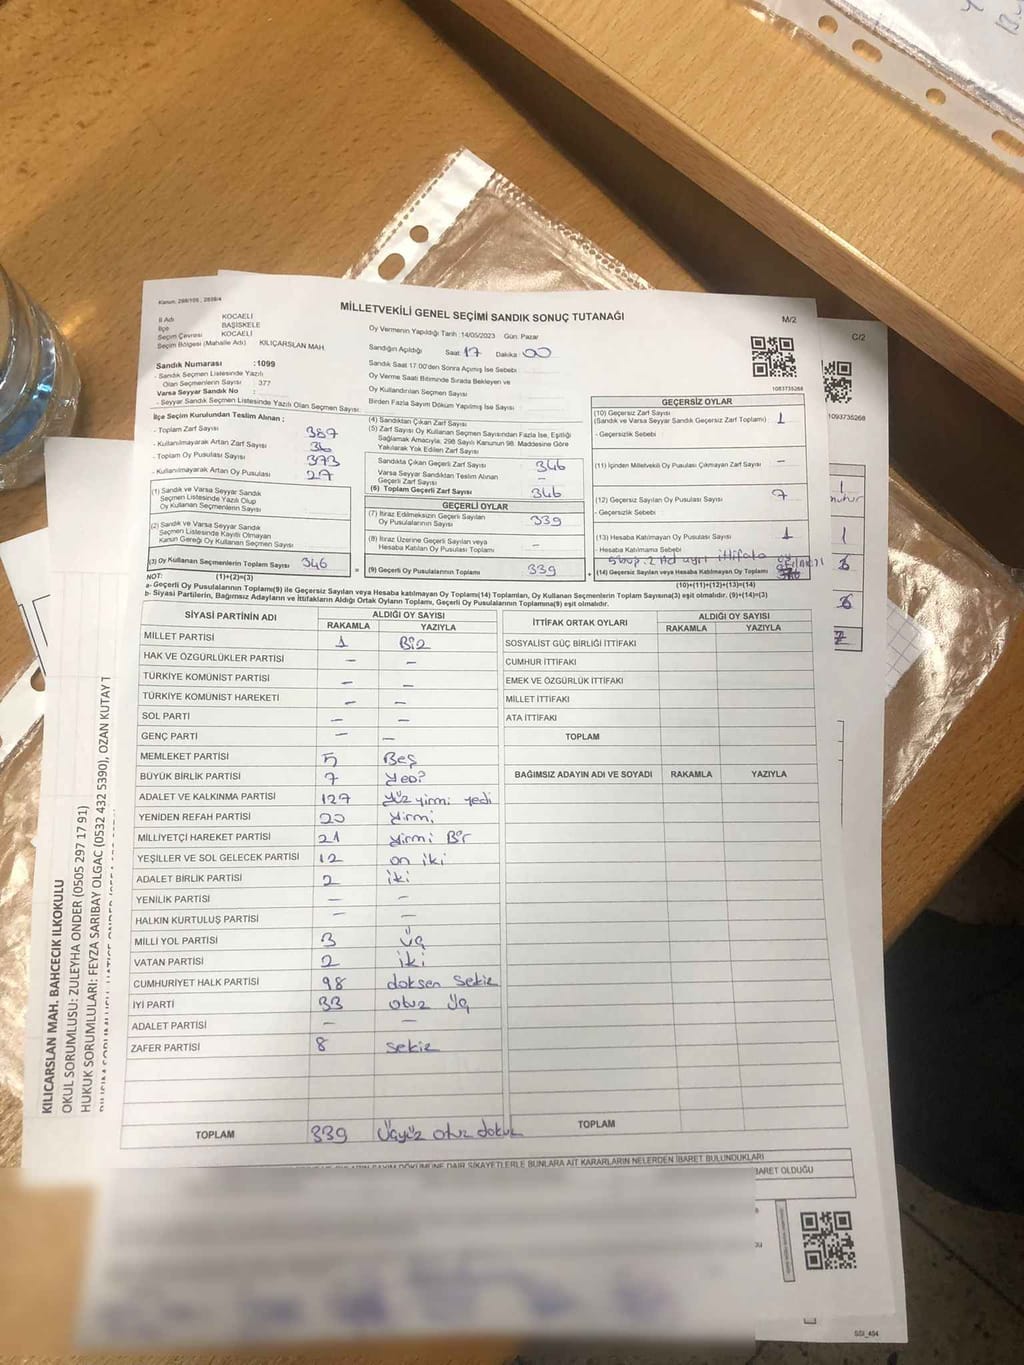 Kanun, 298/105 , 2839/4
MİLLETVEKİLİ GENEL SEÇİMİ SANDIK SONUÇ TUTANAĞI
M/2
C/2
İl Adı KOCAELİ
İlçe BAŞİSKELE
Seçim Çevresi KOCAELİ
Seçim Bölgesi (Mahalle Adı) KILIÇARSLAN MAH.
Sandık Numarası :1099
- Sandık Seçmen Listesinde Yazılı
Olan Seçmenlerin Sayısı : 377
Varsa Seyyar Sandık No :
- Seyyar Sandık Seçmen Listesinde Yazılı Olan Seçmen Sayısı:
Oy Vermenin Yapıldığı Tarih :14/05/2023 Gün: Pazar
Sandığın Açıldığı Saat: 17 Dakika : 00
Sandık Saat 17:00'den Sonra Açılmış İse Sebebi
Oy Verme Saati Bitiminde Sırada Bekleyen ve
Oy Kullandırılan Seçmen Sayısı
Birden Fazla Sayım Döküm Yapılmış İse Sayısı
1093735268
İlçe Seçim Kurulundan Teslim Alınan ;
- Toplam Zarf Sayısı 387
- Kullanılmayarak Artan Zarf Sayısı
- Toplam Oy Pusulası Sayısı 373
- Kullanılmayarak Artan Oy Pusulası 27
(1) Sandık ve Varsa Seyyar Sandık
Seçmen Listesinde Yazılı Olup
Oy Kullanan Seçmenlerin Sayısı
(2) Sandık ve Varsa Seyyar Sandık
Seçmen Listesinde Kayıtlı Olmayan
Kanun Gereği Oy Kullanan Seçmen Sayısı
(3) Oy Kullanan Seçmenlerin Toplam Sayısı 346
(4) Sandıktan Çıkan Zarf Sayısı
(5) Zarf Sayısı Oy Kullanan Seçmen Sayısından Fazla İse, Eşitliği
Sağlamak Amacıyla, 298 Sayılı Kanunun 98. Maddesine Göre
Yakılarak Yok Edilen Zarf Sayısı
Sandıkta Çıkan Geçerli Zarf Sayısı 346
Varsa Seyyar Sandıktan Teslim Alınan
Geçerli Zarf Sayısı –
(6) Toplam Geçerli Zarf Sayısı 346
GEÇERLİ OYLAR
(7) İtiraz Edilmeksizin Geçerli Sayılan
Oy Pusulalarının Sayısı 339
(8) İtiraz Üzerine Geçerli Sayılan veya
Hesaba Katılan Oy Pusulası Toplamı –
= (9) Geçerli Oy Pusulalarının Toplamı 339
GEÇERSİZ OYLAR
(10) Geçersiz Zarf Sayısı
(Sandık ve Varsa Seyyar Sandık Geçersiz Zarf Toplamı) 1
- Geçersizlik Sebebi
(11) İçinden Milletvekili Oy Pusulası Çıkmayan Zarf Sayısı –
(12) Geçersiz Sayılan Oy Pusulası Sayısı 7
- Geçersizlik Sebebi
(13) Hesaba Katılmayan Oy Pusulası Sayısı 1
- Hesaba Katılmama Sebebi
2 Ad ayrı ittifata oy
+ (14) Geçersiz Sayılan veya Hesaba Katılmayan Oy Toplamı
NOT: (1)+(2)=(3) (10)+(11)+(12)+(13)=(14)
a- Geçerli Oy Pusulalarının Toplamı(9) ile Geçersiz Sayılan veya Hesaba katılmayan Oy Toplamı(14) Toplamları, Oy Kullanan Seçmenlerin Toplam Sayısına(3) eşit olmalıdır. (9)+(14)=(3)
b- Siyasi Partilerin, Bağımsız Adayların ve İttifakların Aldığı Oy Oyların Toplamı, Geçerli Oy Pusulalarının Toplamına(9) eşit olmalıdır.
SİYASİ PARTİNİN ADI ALDIĞI OY SAYISI
RAKAMLA YAZIYLA
MİLLET PARTİSİ 1 Bir
HAK VE ÖZGÜRLÜKLER PARTİSİ – –
TÜRKİYE KOMÜNİST PARTİSİ – –
TÜRKİYE KOMÜNİST HAREKETİ – –
SOL PARTİ – –
GENÇ PARTİ – –
MEMLEKET PARTİSİ 5 Beş
BÜYÜK BİRLİK PARTİSİ 7 Yedi
ADALET VE KALKINMA PARTİSİ 127 Yüz yirmi yedi
YENİDEN REFAH PARTİSİ 20 Yirmi
MİLLİYETÇİ HAREKET PARTİSİ 21 Yirmi Bir
YEŞİLLER VE SOL GELECEK PARTİSİ 12 on iki
ADALET BİRLİK PARTİSİ 2 iki
YENİLİK PARTİSİ – –
HALKIN KURTULUŞ PARTİSİ – –
MİLLİ YOL PARTİSİ 3 Üç
VATAN PARTİSİ 2 iki
CUMHURİYET HALK PARTİSİ 98 doksan sekiz
İYİ PARTİ 33 otuz üç
ADALET PARTİSİ – –
ZAFER PARTİSİ 8 sekiz
TOPLAM 339 Üçyüz otuz dokuz
İTTİFAK ORTAK OYLARI ALDIĞI OY SAYISI
RAKAMLA YAZIYLA
SOSYALİST GÜÇ BİRLİĞİ İTTİFAKI
CUMHUR İTTİFAKI
EMEK VE ÖZGÜRLÜK İTTİFAKI
MİLLET İTTİFAKI
ATA İTTİFAKI
TOPLAM
BAĞIMSIZ ADAYIN ADI VE SOYADI RAKAMLA YAZIYLA
TOPLAM
DÖKÜMÜNE DAİR ŞİKAYETLERLE BUNLARA AİT KARARLARIN NELERDEN İBARET BULUNDUKLARI
BARET OLDUĞU
SSİ_494
1093735268
KILICARSLAN MAH. BAHCECIK ILKOKULU
OKUL SORUMLUSU: ZULEYHA ONDER (0505 297 17 91)
HUKUK SORUMLULARI: FEYZA SARIBAY OLGAC (0532 432 5390), OZAN KUTAY T